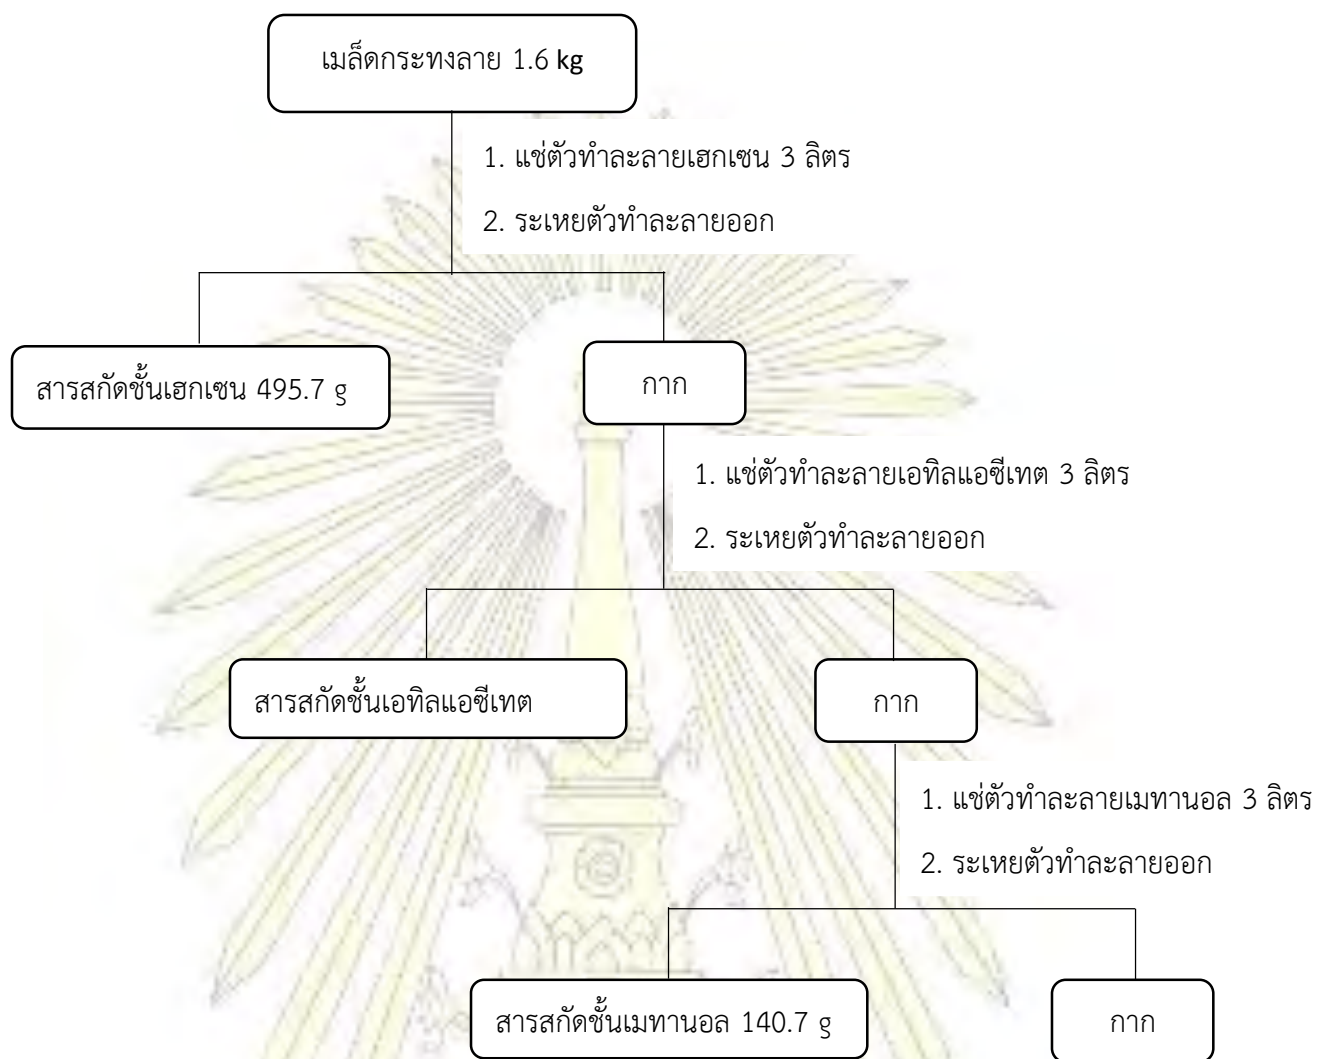 เมล็ดกระทงลาย 1.6 kg
1. แช่ตัวทำละลายเฮกเซน 3 ลิตร
2. ระเหยตัวทำละลายออก
สารสกัดชั้นเฮกเซน 495.7 g
กาก
1. แช่ตัวทำละลายเอทิลแอซีเทต 3 ลิตร
2. ระเหยตัวทำละลายออก
สารสกัดชั้นเอทิลแอซีเทต
กาก
1. แช่ตัวทำละลายเมทานอล 3 ลิตร
2. ระเหยตัวทำละลายออก
สารสกัดชั้นเมทานอล 140.7 g
กาก